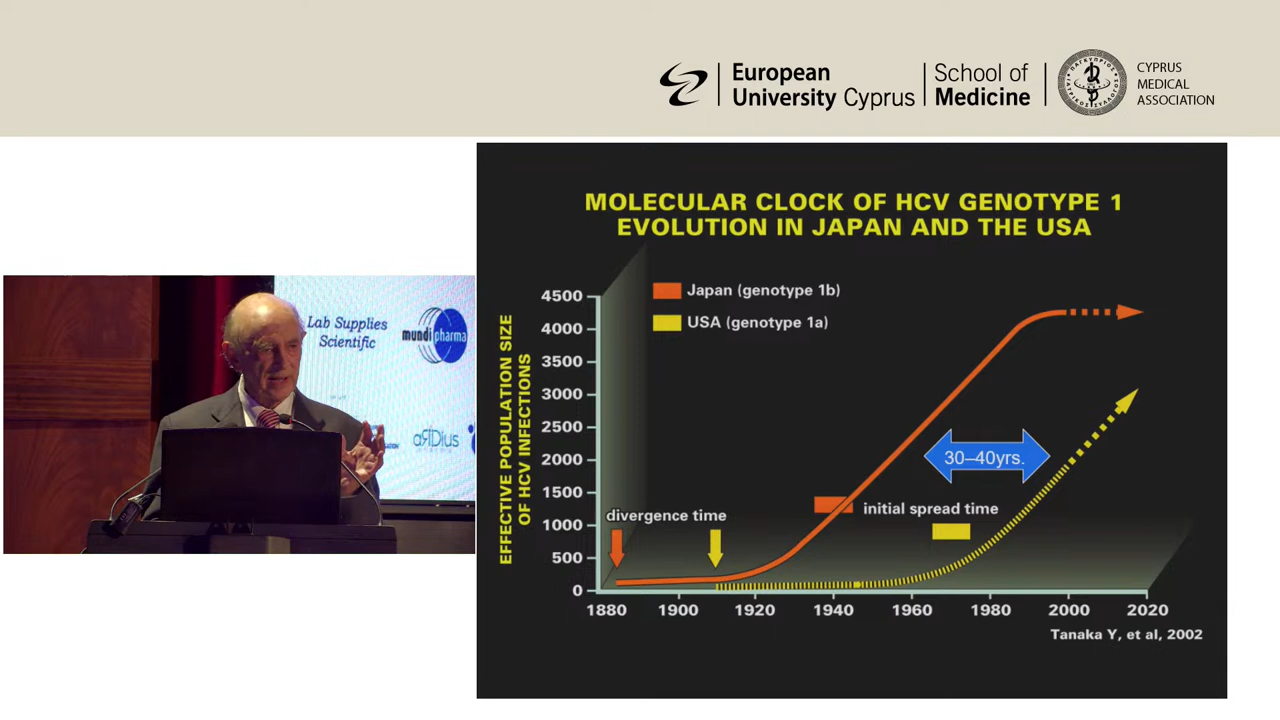 European
University Cyprus
School of
Medicine
CYPRUS
MEDICAL
ASSOCIATION
ΠΑΓΚΥΠΡΙΟΣ
ΙΑΤΡΙΚΟΣ ΣΥΛΛΟΓΟΣ
Lab Supplies
Scientific
mundipharma
MOLECULAR CLOCK OF HCV GENOTYPE 1
EVOLUTION IN JAPAN AND THE USA
Japan (genotype 1b)
USA (genotype 1a)
EFFECTIVE POPULATION SIZE
OF HCV INFECTIONS
4500
4000
3500
3000
2500
2000
1500
1000
500
0
30–40yrs.
divergence time
initial spread time
1880
1900
1920
1940
1960
1980
2000
2020
Tanaka Y, et al, 2002